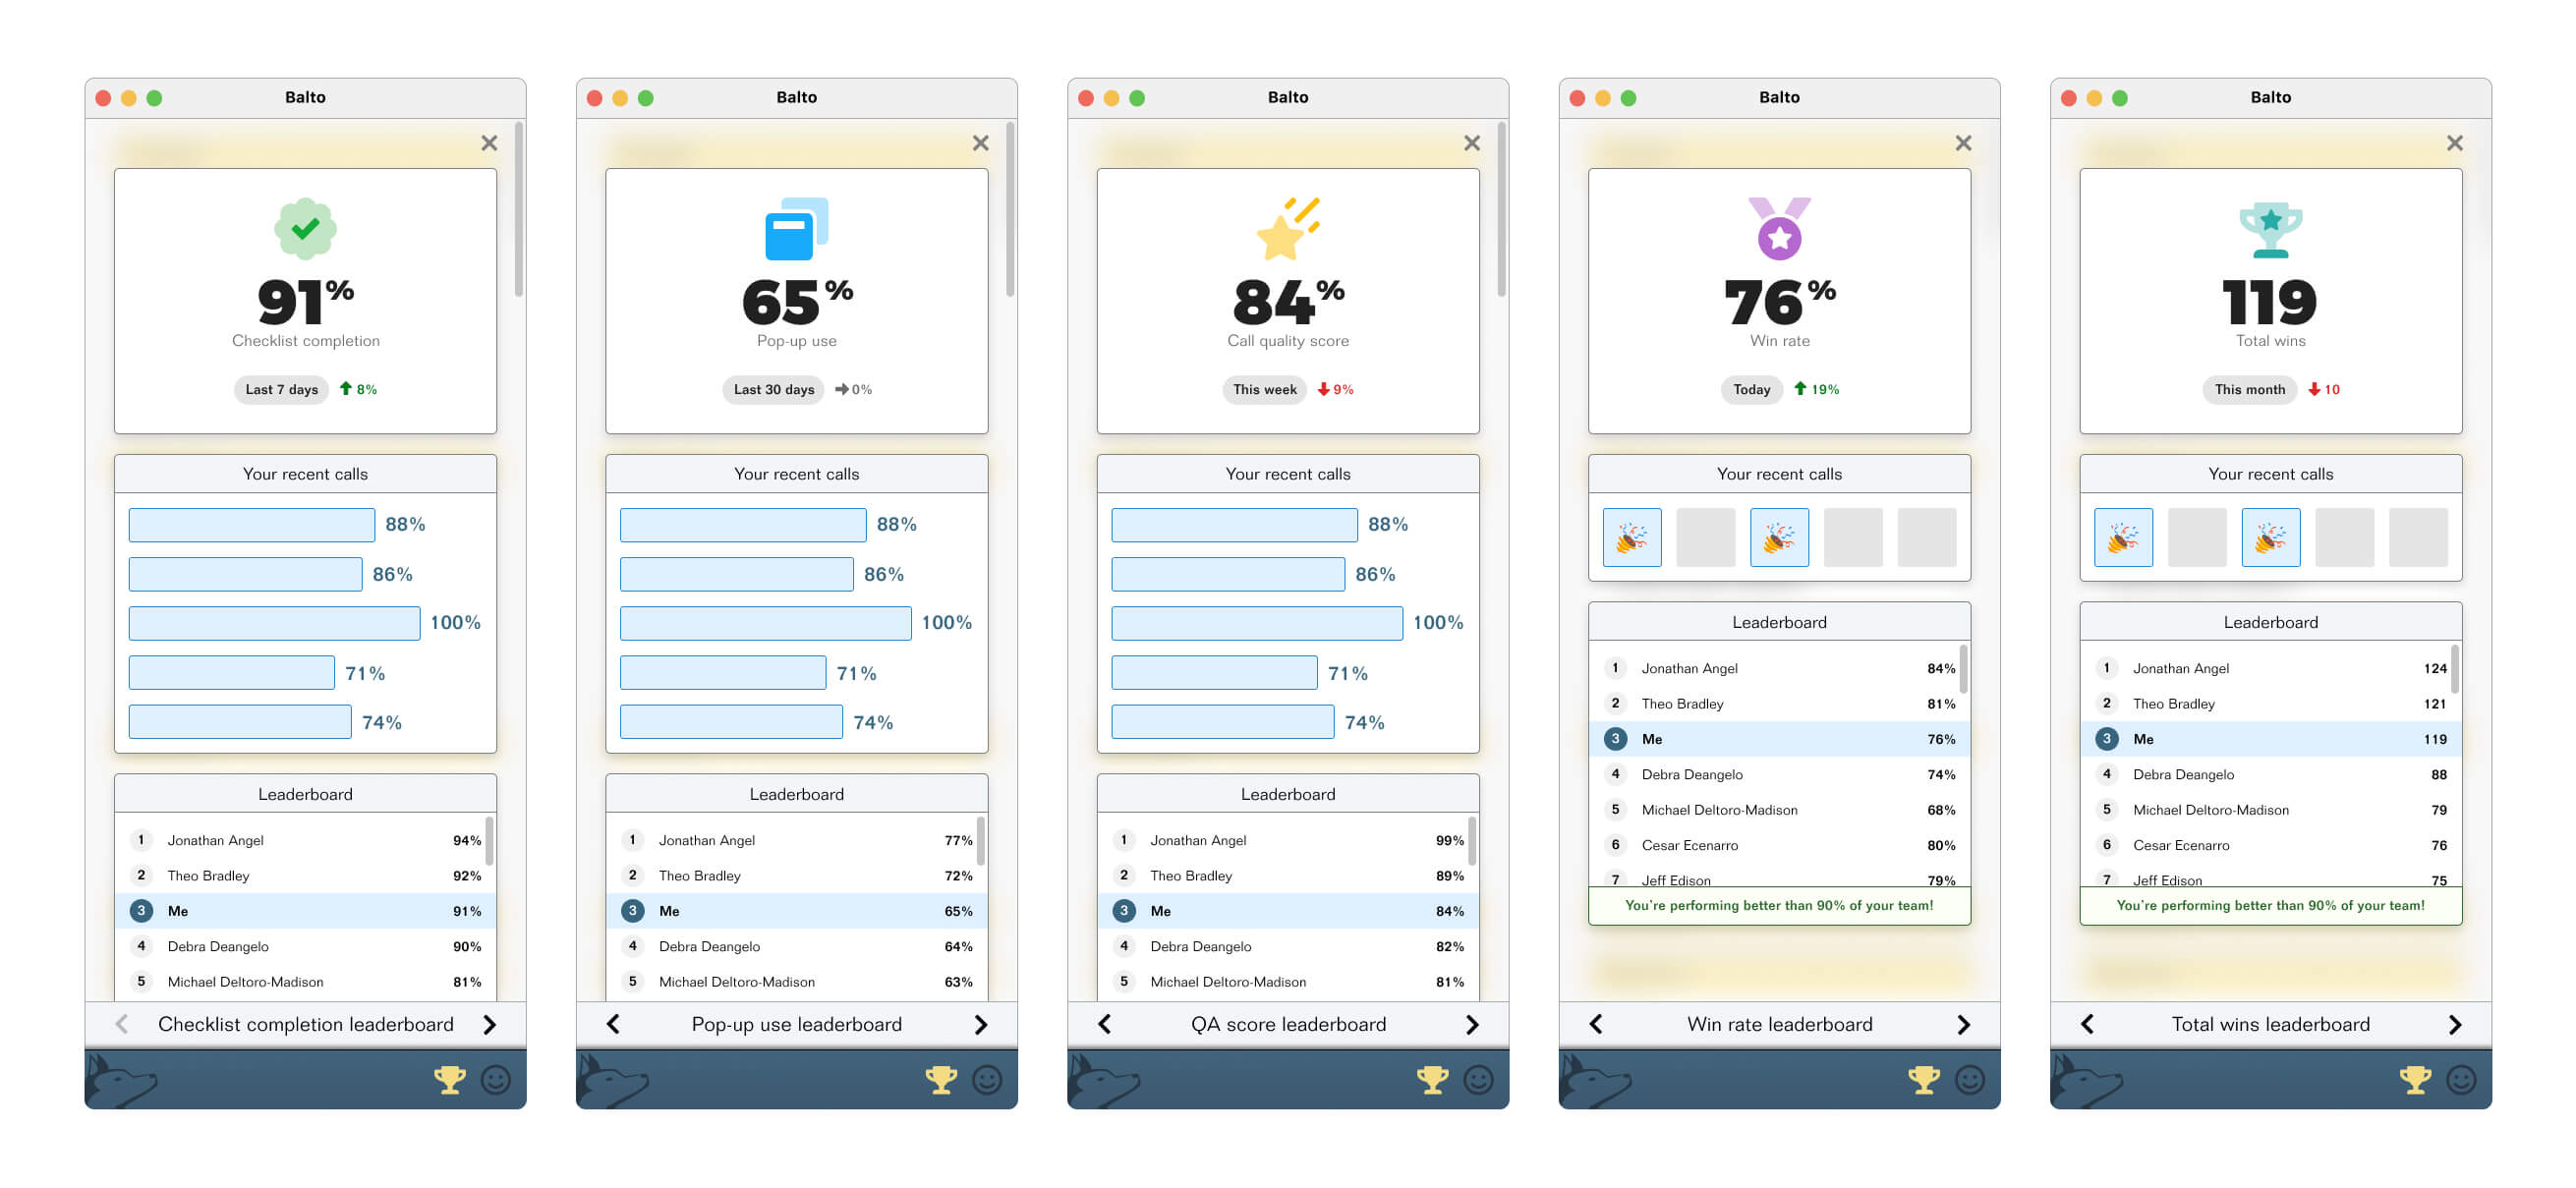 Balto
91%
Checklist completion
Last 7 days 8%
Your recent calls
88%
86%
100%
71%
74%
Leaderboard
1 Jonathan Angel 94%
2 Theo Bradley 92%
3 Me 91%
4 Debra Deangelo 90%
5 Michael Deltoro-Madison 81%
Checklist completion leaderboard
Balto
65%
Pop-up use
Last 30 days 0%
Your recent calls
88%
86%
100%
71%
74%
Leaderboard
1 Jonathan Angel 77%
2 Theo Bradley 72%
3 Me 65%
4 Debra Deangelo 64%
5 Michael Deltoro-Madison 63%
Pop-up use leaderboard
Balto
84%
Call quality score
This week 9%
Your recent calls
88%
86%
100%
71%
74%
Leaderboard
1 Jonathan Angel 99%
2 Theo Bradley 89%
3 Me 84%
4 Debra Deangelo 82%
5 Michael Deltoro-Madison 81%
QA score leaderboard
Balto
76%
Win rate
Today 19%
Your recent calls
Leaderboard
1 Jonathan Angel 84%
2 Theo Bradley 81%
3 Me 76%
4 Debra Deangelo 74%
5 Michael Deltoro-Madison 68%
6 Cesar Ecenarro 80%
7 Jeff Edison 79%
You're performing better than 90% of your team!
Win rate leaderboard
Balto
119
Total wins
This month 10
Your recent calls
Leaderboard
1 Jonathan Angel 124
2 Theo Bradley 121
3 Me 119
4 Debra Deangelo 88
5 Michael Deltoro-Madison 79
6 Cesar Ecenarro 76
7 Jeff Edison 75
You're performing better than 90% of your team!
Total wins leaderboard